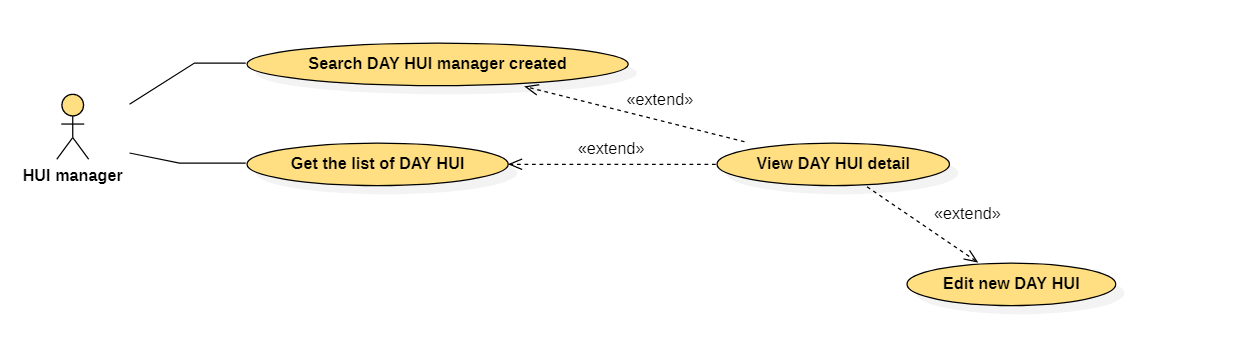 Search DAY HUI manager created
«extend»
«extend»
Get the list of DAY HUI
View DAY HUI detail
HUI manager
«extend»
Edit new DAY HUI